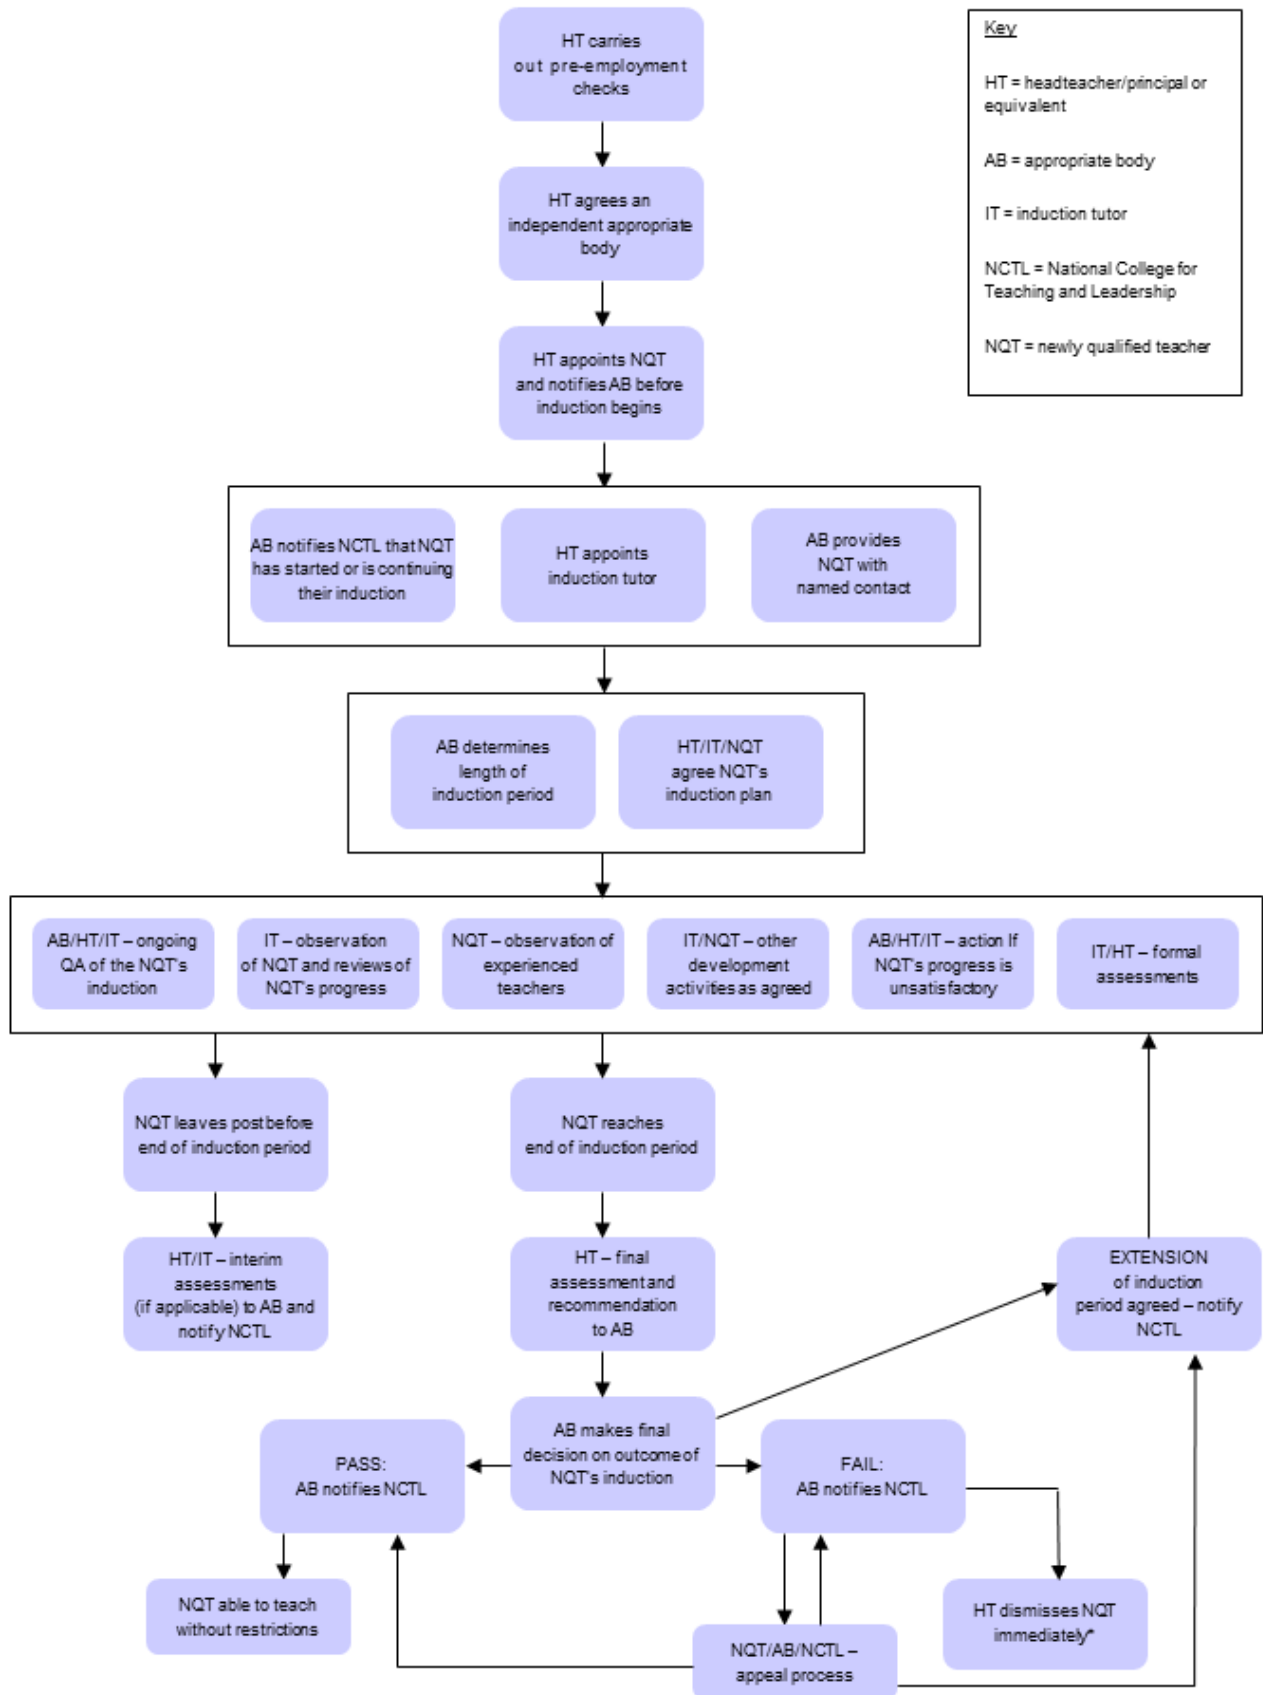 HT carries
out pre-employment
checks
Key
HT = headteacher/principal or
equivalent
AB = appropriate body
IT = induction tutor
NCTL = National College for
Teaching and Leadership
NQT = newly qualified teacher
HT agrees an
independent appropriate
body
HT appoints NQT
and notifies AB before
induction begins
AB notifies NCTL that NQT
has started or is continuing
their induction
HT appoints
induction tutor
AB provides
NQT with
named contact
AB determines
length of
induction period
HT/IT/NQT
agree NQT's
induction plan
AB/HT/IT – ongoing
QA of the NQT's
induction
IT – observation
of NQT and reviews of
NQT's progress
NQT – observation of
experienced
teachers
IT/NQT – other
development
activities as agreed
AB/HT/IT – action If
NQT's progress is
unsatisfactory
IT/HT – formal
assessments
NQT leaves post before
end of induction period
NQT reaches
end of induction period
HT/IT – interim
assessments
(if applicable) to AB and
notify NCTL
HT – final
assessment and
recommendation
to AB
EXTENSION
of induction
period agreed – notify
NCTL
PASS:
AB notifies NCTL
AB makes final
decision on outcome of
NQT's induction
FAIL:
AB notifies NCTL
NQT able to teach
without restrictions
NQT/AB/NCTL –
appeal process
HT dismisses NQT
immediately*